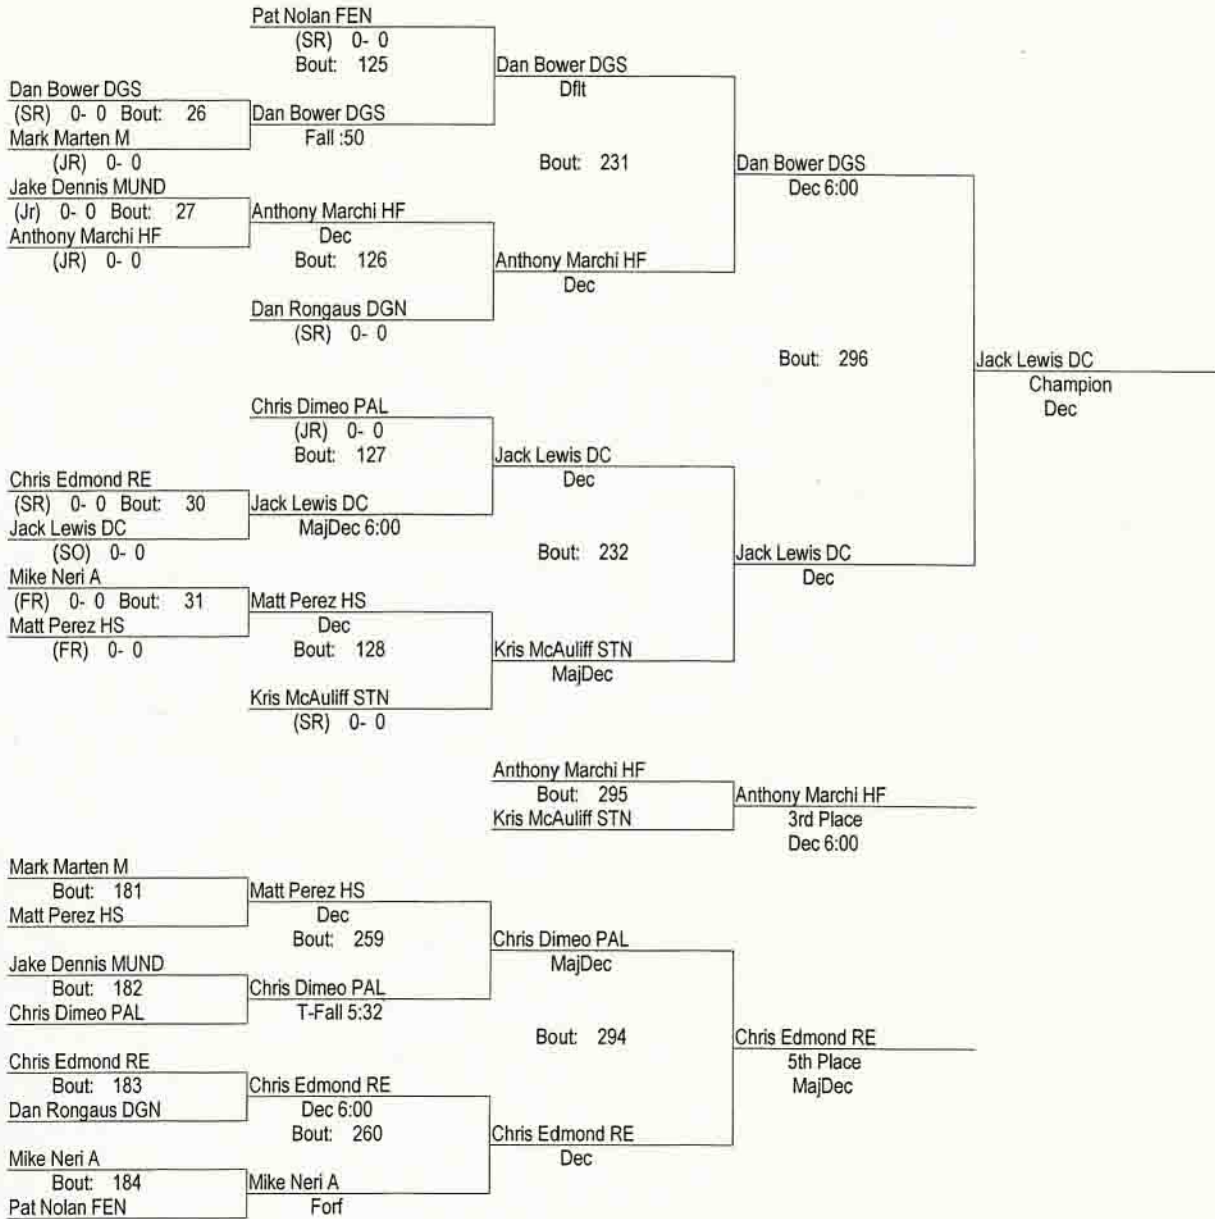 Pat Nolan FEN
(SR) 0- 0
Bout: 125
Dan Bower DGS
Dflt
Dan Bower DGS
(SR) 0- 0 Bout: 26
Dan Bower DGS
Mark Marten M
Fall :50
(JR) 0- 0
Bout: 231
Dan Bower DGS
Dec 6:00
Jake Dennis MUND
(Jr) 0- 0 Bout: 27
Anthony Marchi HF
Anthony Marchi HF
Dec
(JR) 0- 0
Bout: 126
Anthony Marchi HF
Dec
Dan Rongaus DGN
(SR) 0- 0
Bout: 296
Jack Lewis DC
Champion
Dec
Chris Dimeo PAL
(JR) 0- 0
Bout: 127
Jack Lewis DC
Dec
Chris Edmond RE
(SR) 0- 0 Bout: 30
Jack Lewis DC
Jack Lewis DC
MajDec 6:00
(SO) 0- 0
Bout: 232
Jack Lewis DC
Dec
Mike Neri A
(FR) 0- 0 Bout: 31
Matt Perez HS
Matt Perez HS
Dec
(FR) 0- 0
Bout: 128
Kris McAuliff STN
MajDec
Kris McAuliff STN
(SR) 0- 0
Anthony Marchi HF
Bout: 295
Anthony Marchi HF
Kris McAuliff STN
3rd Place
Dec 6:00
Mark Marten M
Bout: 181
Matt Perez HS
Matt Perez HS
Dec
Bout: 259
Chris Dimeo PAL
MajDec
Jake Dennis MUND
Bout: 182
Chris Dimeo PAL
Chris Dimeo PAL
T-Fall 5:32
Bout: 294
Chris Edmond RE
5th Place
MajDec
Chris Edmond RE
Bout: 183
Chris Edmond RE
Dan Rongaus DGN
Dec 6:00
Bout: 260
Chris Edmond RE
Dec
Mike Neri A
Bout: 184
Mike Neri A
Pat Nolan FEN
Forf